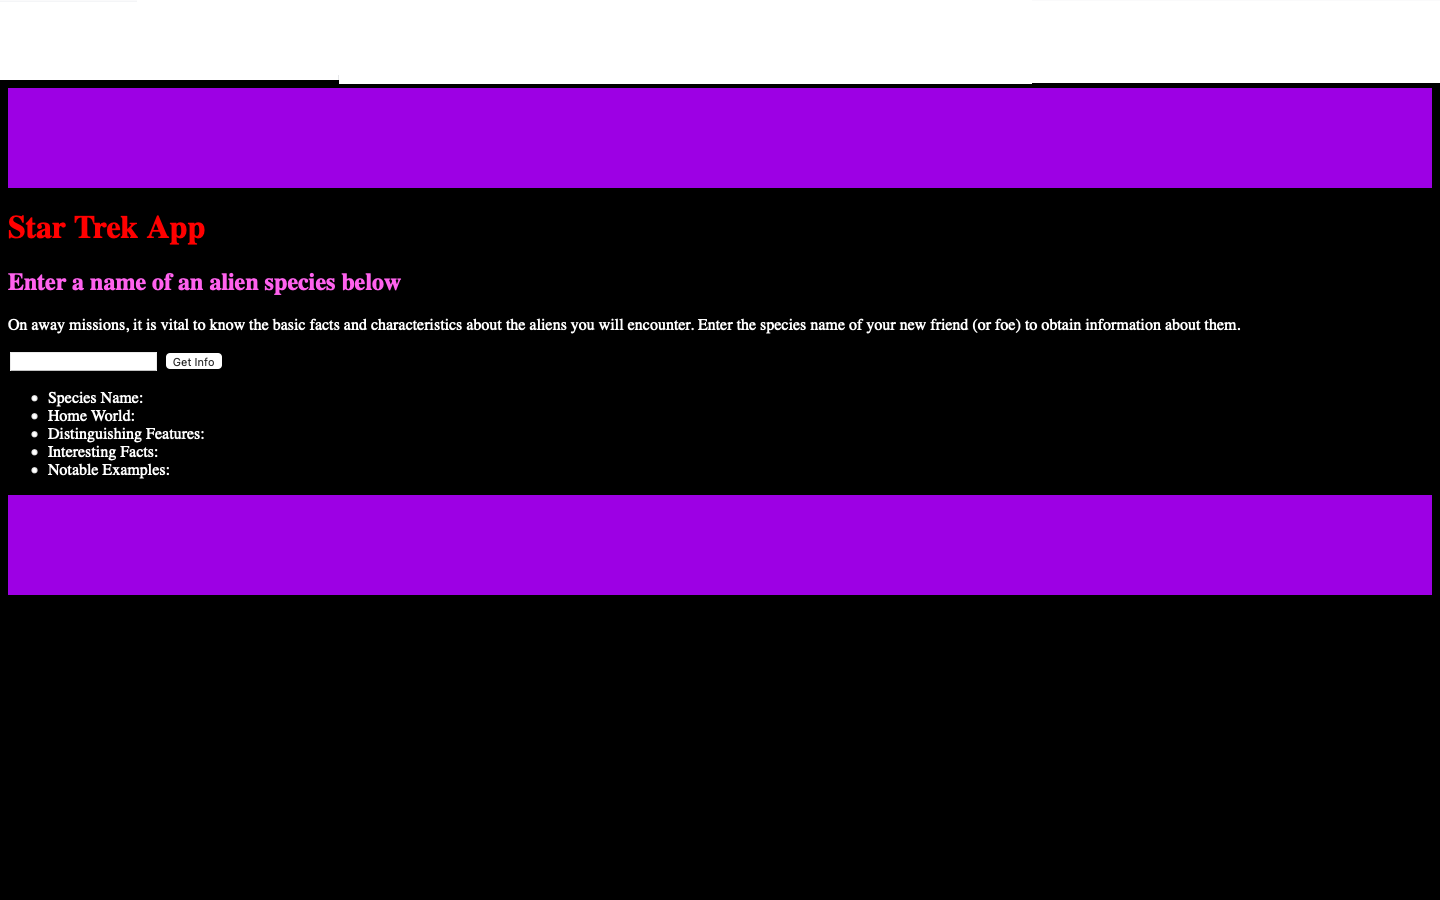 Star Trek App
Enter a name of an alien species below
On away missions, it is vital to know the basic facts and characteristics about the aliens you will encounter. Enter the species name of your new friend (or foe) to obtain information about them.
Get Info
Species Name:
Home World:
Distinguishing Features:
Interesting Facts:
Notable Examples: